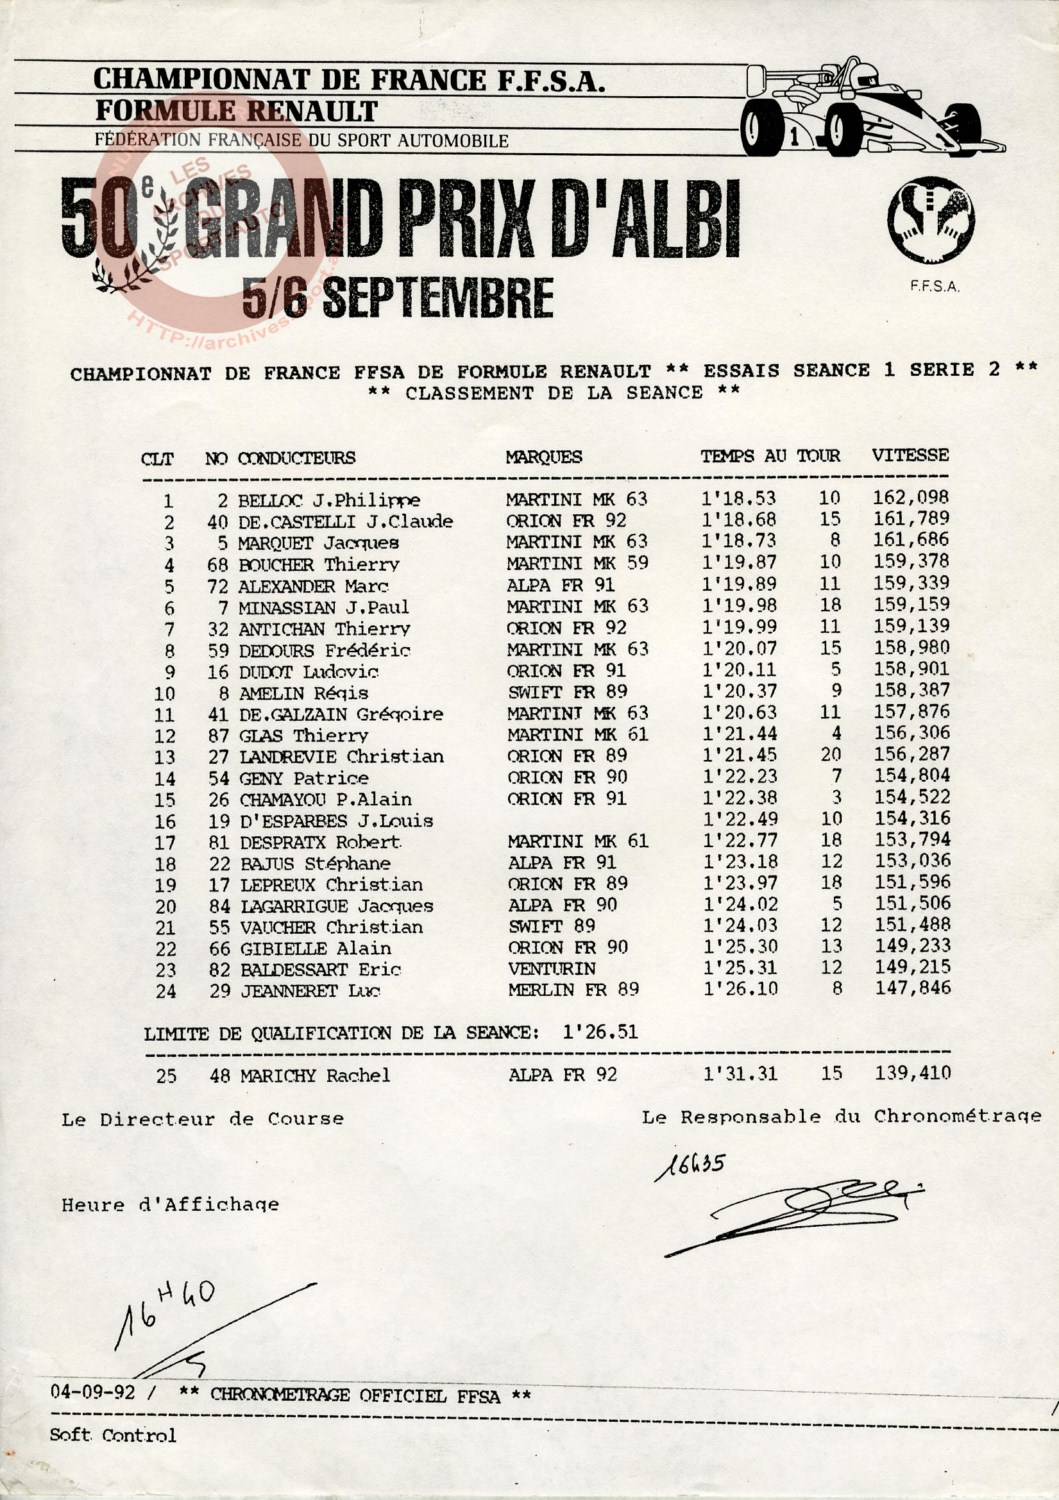 CHAMPIONNAT DE FRANCE F.F.S.A.
FORMULE RENAULT
FÉDÉRATION FRANÇAISE DU SPORT AUTOMOBILE
1
50e GRAND PRIX D'ALBI
5/6 SEPTEMBRE
F.F.S.A.
LES
ARCHIVES
DU
SPORT-AUTO
HTTP://archives
CHAMPIONNAT DE FRANCE FFSA DE FORMULE RENAULT ** ESSAIS SEANCE 1 SERIE 2 **
** CLASSEMENT DE LA SEANCE **
CLT NO CONDUCTEURS MARQUES TEMPS AU TOUR VITESSE
1 2 BELLOC J.Philippe MARTINI MK 63 1'18.53 10 162,098
2 40 DE.CASTELLI J.Claude ORION FR 92 1'18.68 15 161,789
3 5 MARQUET Jacques MARTINI MK 63 1'18.73 8 161,686
4 68 BOUCHER Thierry MARTINI MK 59 1'19.87 10 159,378
5 72 ALEXANDER Marc ALPA FR 91 1'19.89 11 159,339
6 7 MINASSIAN J.Paul MARTINI MK 63 1'19.98 18 159,159
7 32 ANTICHAN Thierry ORION FR 92 1'19.99 11 159,139
8 59 DEDOURS Frédéric MARTINI MK 63 1'20.07 15 158,980
9 16 DUDOT Ludovic ORION FR 91 1'20.11 5 158,901
10 8 AMELIN Régis SWIFT FR 89 1'20.37 9 158,387
11 41 DE.GALZAIN Grégoire MARTINI MK 63 1'20.63 11 157,876
12 87 GLAS Thierry MARTINI MK 61 1'21.44 4 156,306
13 27 LANDREVIE Christian ORION FR 89 1'21.45 20 156,287
14 54 GENY Patrice ORION FR 90 1'22.23 7 154,804
15 26 CHAMAYOU P.Alain ORION FR 91 1'22.38 3 154,522
16 19 D'ESPARBES J.Louis 1'22.49 10 154,316
17 81 DESPRATX Robert MARTINI MK 61 1'22.77 18 153,794
18 22 BAJUS Stéphane ALPA FR 91 1'23.18 12 153,036
19 17 LEPREUX Christian ORION FR 89 1'23.97 18 151,596
20 84 LAGARRIGUE Jacques ALPA FR 90 1'24.02 5 151,506
21 55 VAUCHER Christian SWIFT 89 1'24.03 12 151,488
22 66 GIBIELLE Alain ORION FR 90 1'25.30 13 149,233
23 82 BALDESSART Eric VENTURIN 1'25.31 12 149,215
24 29 JEANNERET Luc MERLIN FR 89 1'26.10 8 147,846
LIMITE DE QUALIFICATION DE LA SEANCE: 1'26.51
25 48 MARICHY Rachel ALPA FR 92 1'31.31 15 139,410
Le Directeur de Course Le Responsable du Chronométrage
16h35
Heure d'Affichage
16H40
04-09-92 / ** CHRONOMETRAGE OFFICIEL FFSA ** /
Soft Control